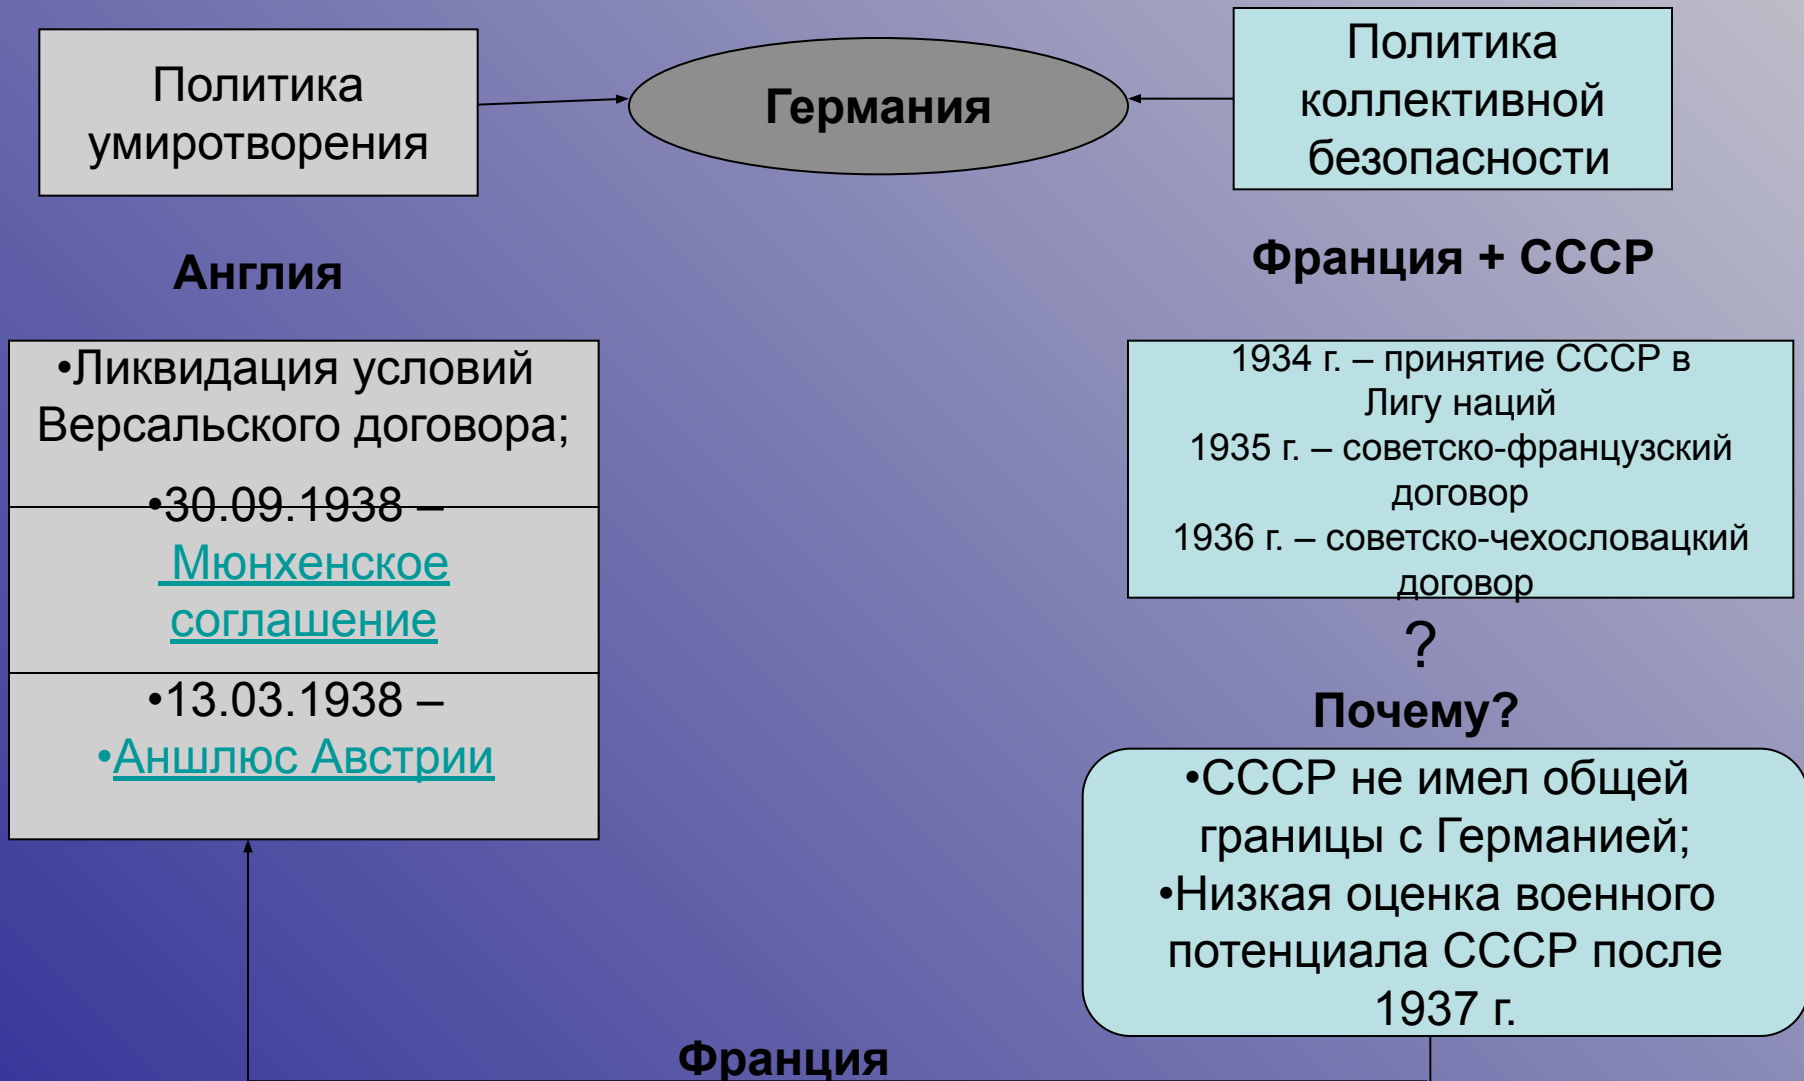 Политика
умиротворения
Германия
Политика
коллективной
безопасности
Англия
Франция + СССР
•Ликвидация условий
Версальского договора;
•30.09.1938 –
Мюнхенское
соглашение
•13.03.1938 –
•Аншлюс Австрии
1934 г. – принятие СССР в
Лигу наций
1935 г. – советско-французский
договор
1936 г. – советско-чехословацкий
договор
?
Почему?
•СССР не имел общей
границы с Германией;
•Низкая оценка военного
потенциала СССР после
1937 г.
Франция